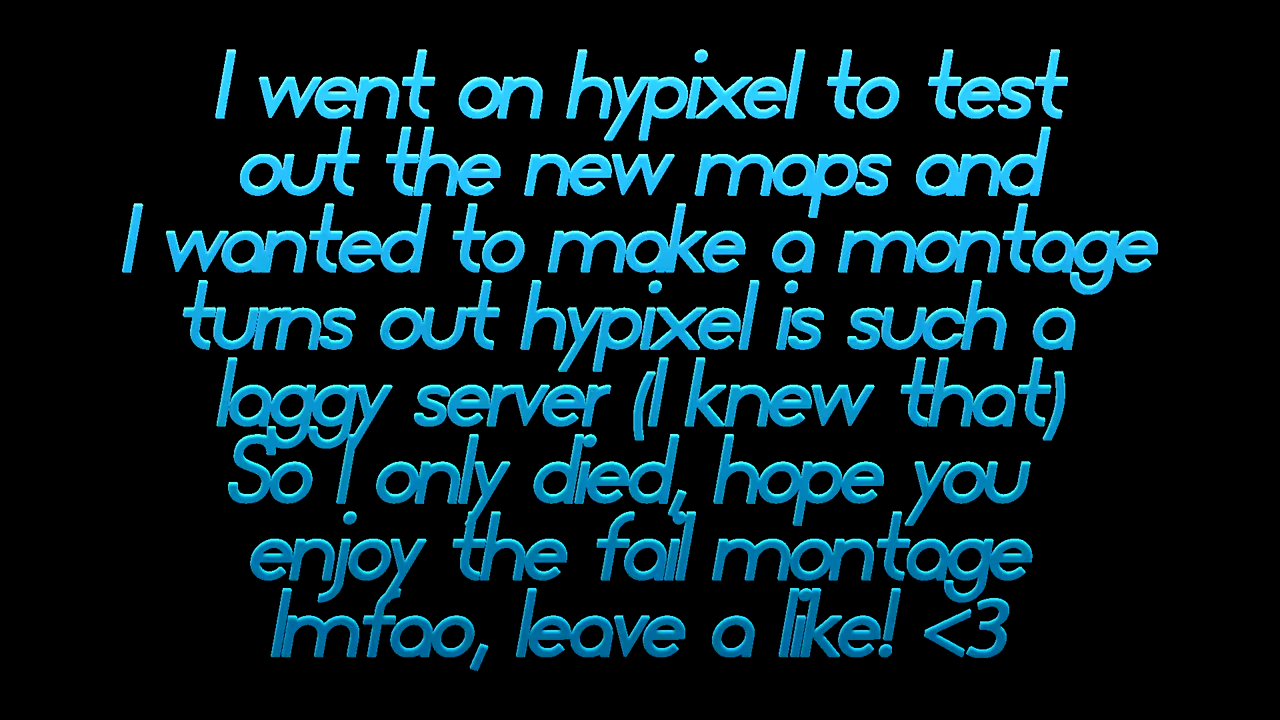 I went on hypixel to test
out the new maps and
I wanted to make a montage
turns out hypixel is such a
laggy server (I knew that)
So I only died, hope you
enjoy the fail montage
lmfao, leave a like! <3